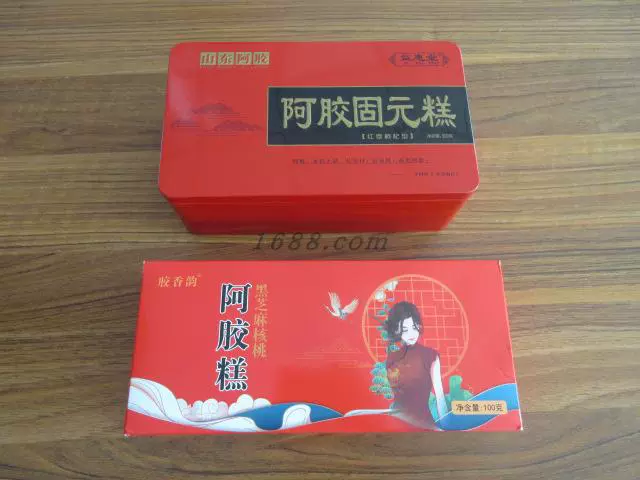 山东阿胶
阿胶固元糕
【红枣枸杞型】
1688.com
胶香韵
黑芝麻核桃
阿胶糕
净含量:100克